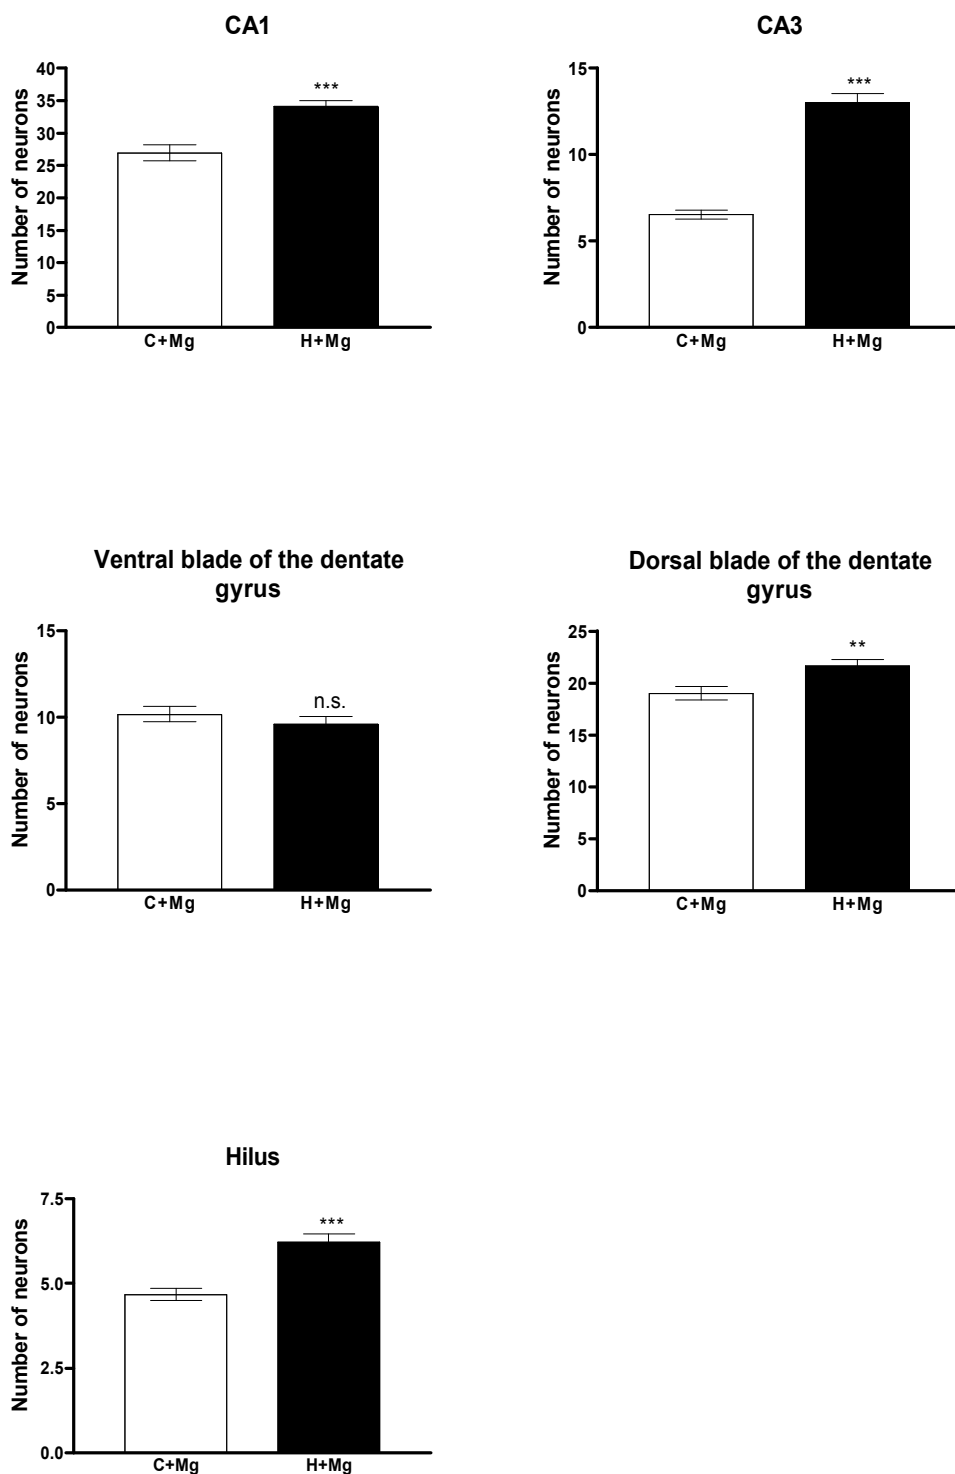 CA1
Number of neurons
40
35
30
25
20
15
10
5
0
***
C+Mg
H+Mg
CA3
Number of neurons
15
10
5
0
***
C+Mg
H+Mg
Ventral blade of the dentate
gyrus
Number of neurons
15
10
5
0
n.s.
C+Mg
H+Mg
Dorsal blade of the dentate
gyrus
Number of neurons
25
20
15
10
5
0
**
C+Mg
H+Mg
Hilus
Number of neurons
7.5
5.0
2.5
0.0
***
C+Mg
H+Mg